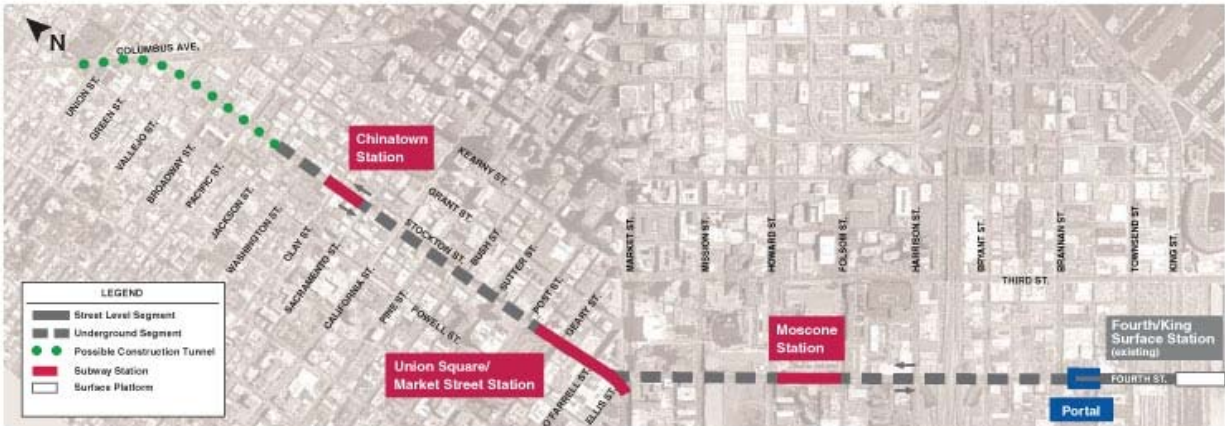 N
COLUMBUS AVE.
UNION ST.
GREEN ST.
VALLEJO ST.
BROADWAY ST.
PACIFIC ST.
JACKSON ST.
WASHINGTON ST.
CLAY ST.
SACRAMENTO ST.
CALIFORNIA ST.
PINE ST.
POWELL ST.
Chinatown
Station
KEARNY ST.
GRANT ST.
STOCKTON ST.
BUSH ST
SUTTER ST.
POST ST.
GEARY ST.
O'FARRELL ST.
ELLIS ST.
Union Square/
Market Street Station
MARKET ST.
MISSION ST.
HOWARD ST.
FOLSOM ST.
HARRISON ST.
BRYANT ST.
BRANNAN ST.
TOWNSEND ST.
KING ST.
THIRD ST.
Moscone
Station
Fourth/King
Surface Station
(existing)
FOURTH ST.
Portal
LEGEND
Street Level Segment
Underground Segment
Possible Construction Tunnel
Subway Station
Surface Platform